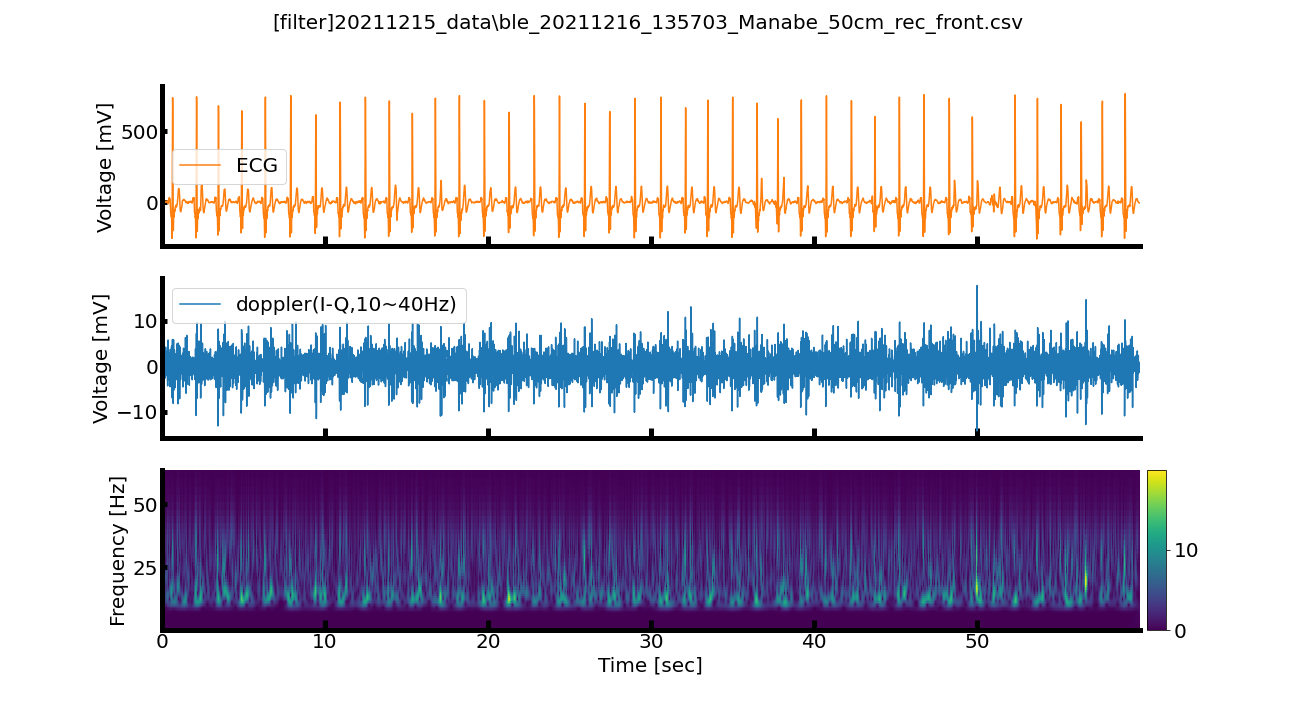 [filter]20211215_data\ble_20211216_135703_Manabe_50cm_rec_front.csv
Voltage [mV]
500
0
ECG
Voltage [mV]
10
0
−10
doppler(I-Q,10~40Hz)
Frequency [Hz]
50
25
10
0
0 10 20 30 40 50
Time [sec]